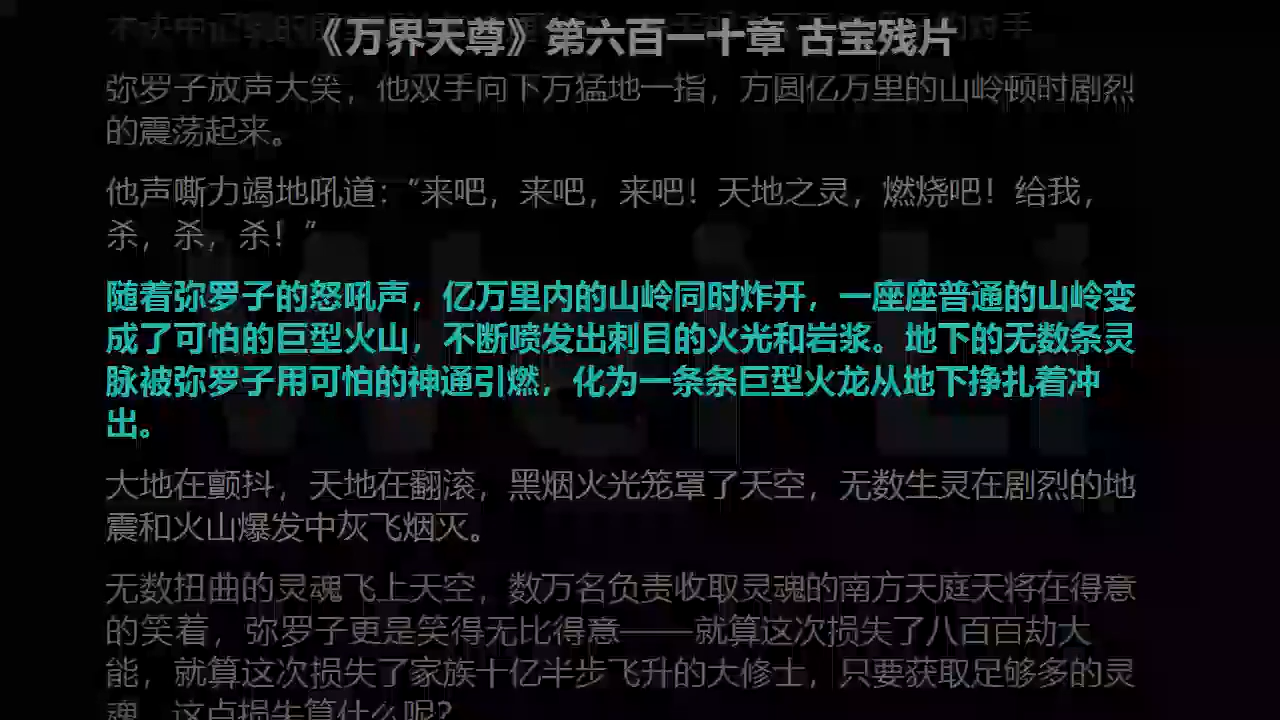 《万界天尊》第六百一十章 古宝残片
弥罗子放声大笑，他双手向下万猛地一指，方圆亿万里的山岭顿时剧烈
的震荡起来。
他声嘶力竭地吼道：“来吧，来吧，来吧！天地之灵，燃烧吧！给我，
杀，杀，杀！”
随着弥罗子的怒吼声，亿万里内的山岭同时炸开，一座座普通的山岭变
成了可怕的巨型火山，不断喷发出刺目的火光和岩浆。地下的无数条灵
脉被弥罗子用可怕的神通引燃，化为一条条巨型火龙从地下挣扎着冲
出。
大地在颤抖，天地在翻滚，黑烟火光笼罩了天空，无数生灵在剧烈的地
震和火山爆发中灰飞烟灭。
无数扭曲的灵魂飞上天空，数万名负责收取灵魂的南方天庭天将在得意
的笑着，弥罗子更是笑得无比得意——就算这次损失了八百百劫大
能，就算这次损失了家族十亿半步飞升的大修士，只要获取足够多的灵
魂，这点损失算什么呢？